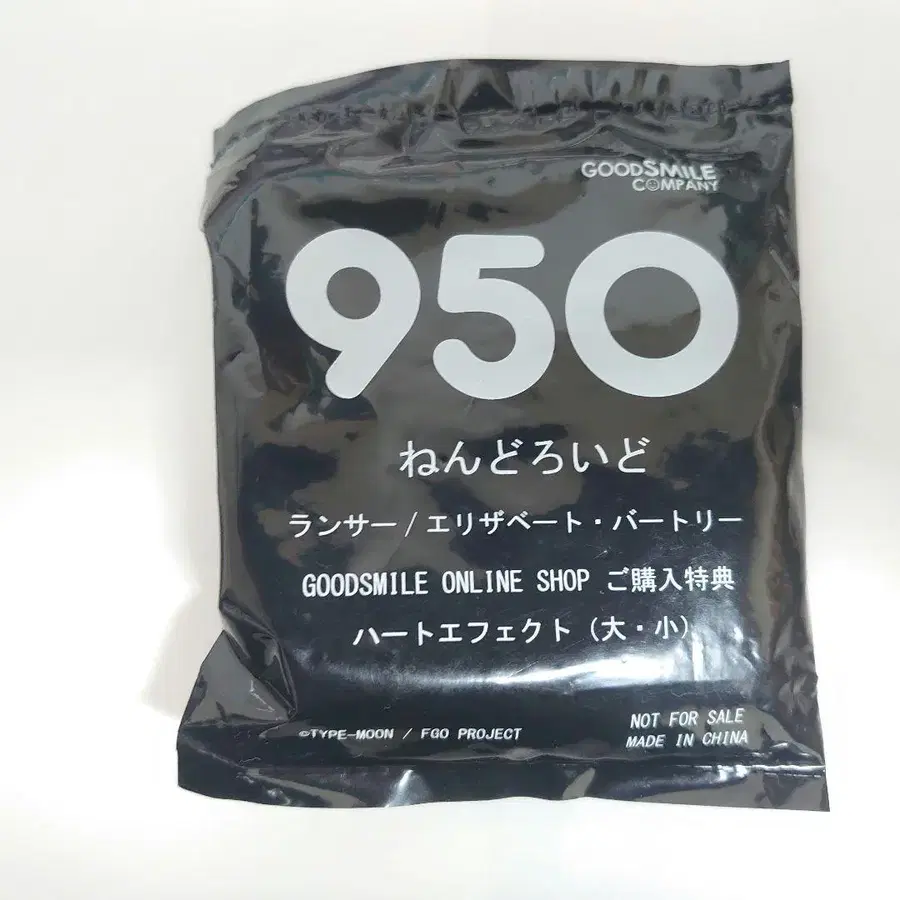 GOODSMILE
COMPANY
950
ねんどろいど
ランサー/エリザベート・バートリー
GOODSMILE ONLINE SHOP ご購入特典
ハートエフェクト(大・小)
©TYPE-MOON / FGO PROJECT
NOT FOR SALE
MADE IN CHINA